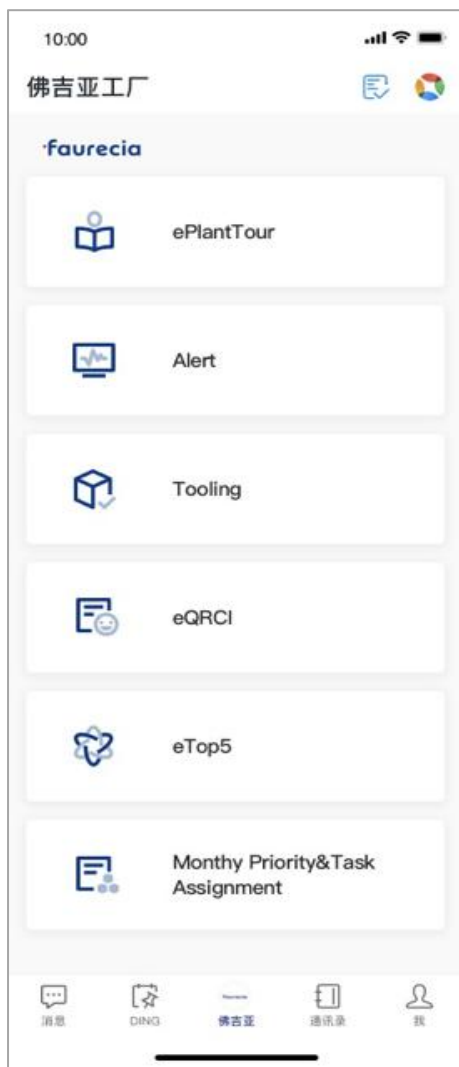 10:00
佛吉亚工厂
faurecia
ePlantTour
Alert
Tooling
eQRCI
eTop5
Monthy Priority&Task
Assignment
消息
DING
佛吉亚
通讯录
我